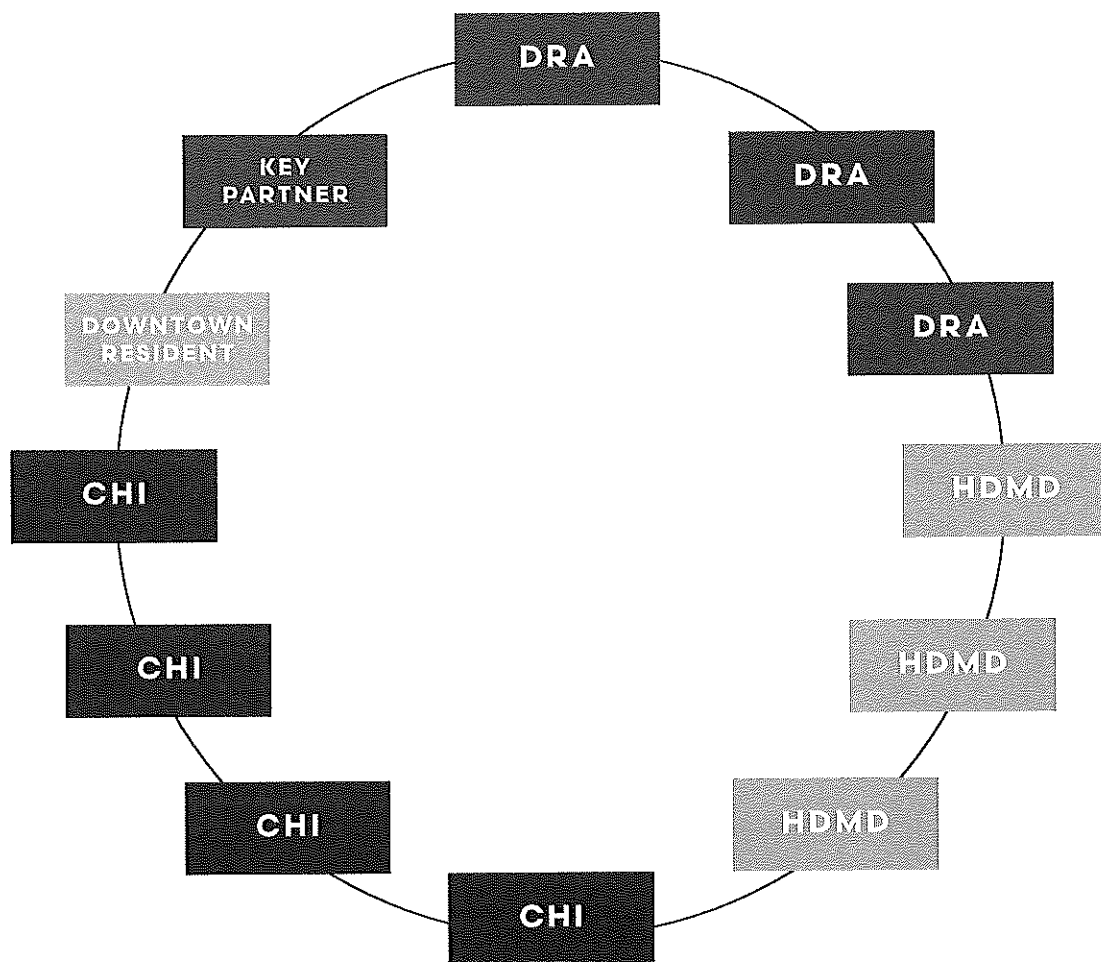 DRA
KEY
PARTNER
DRA
DOWNTOWN
RESIDENT
DRA
CHI
HDMD
CHI
HDMD
CHI
HDMD
CHI